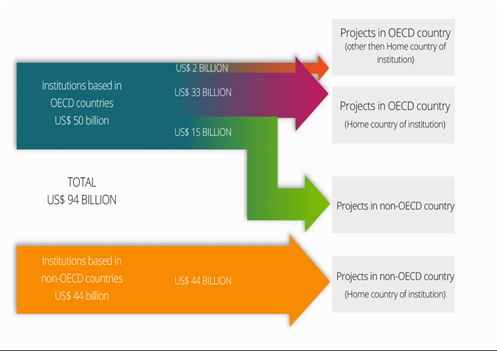 US$ 2 BILLION
Institutions based in
OECD countries
US$ 50 billion
US$ 33 BILLION
US$ 15 BILLION
Projects in OECD country
(other then Home country of
institution)
Projects in OECD country
(Home country of institution)
TOTAL
US$ 94 BILLION
Projects in non-OECD country
Institutions based in
non-OECD countries
US$ 44 billion
US$ 44 BILLION
Projects in non-OECD country
(Home country of institution)